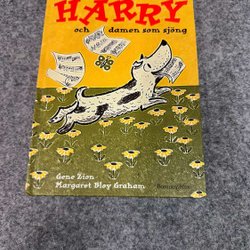 HARRY
och damen som sjöng
Gene Zion
Margaret Bloy Graham